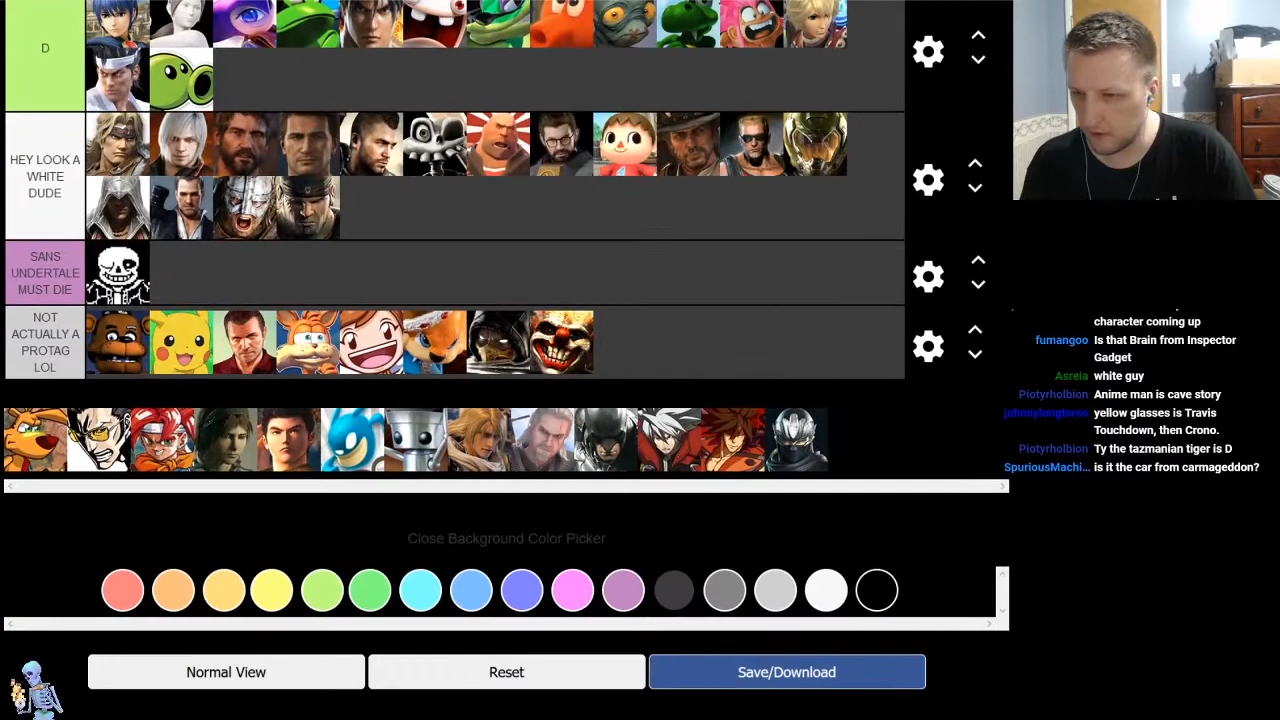 D
HEY LOOK A
WHITE
DUDE
SANS
UNDERTALE
MUST DIE
NOT
ACTUALLY A
PROTAG
LOL
character coming up
fumangoo Is that Brain from Inspector
Gadget
Asreia white guy
Piotyrholbion Anime man is cave story
johnnylongtorso yellow glasses is Travis
Touchdown, then Crono.
Piotyrholbion Ty the tazmanian tiger is D
SpuriousMachi... is it the car from carmageddon?
Close Background Color Picker
Normal View
Reset
Save/Download